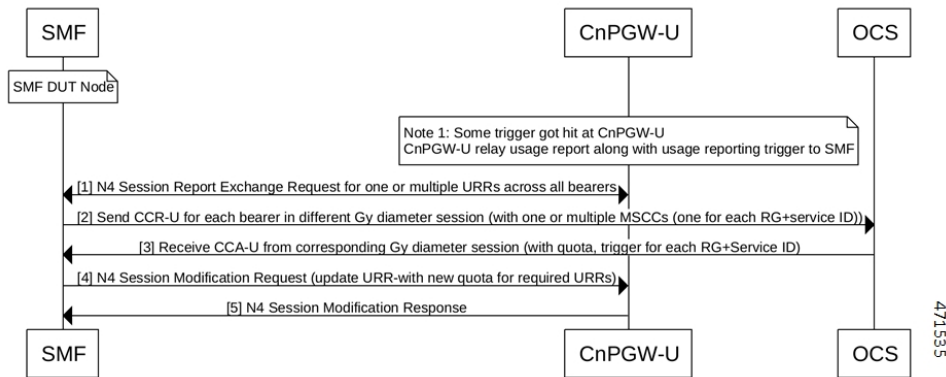 SMF
CnPGW-U
OCS
SMF DUT Node
Note 1: Some trigger got hit at CnPGW-U
CnPGW-U relay usage report along with usage reporting trigger to SMF
[1] N4 Session Report Exchange Request for one or multiple URRs across all bearers
[2] Send CCR-U for each bearer in different Gy diameter session (with one or multiple MSCCs (one for each RG+service ID))
[3] Receive CCA-U from corresponding Gy diameter session (with quota, trigger for each RG+Service ID)
[4] N4 Session Modification Request (update URR-with new quota for required URRs)
[5] N4 Session Modification Response
SMF
CnPGW-U
OCS
471535